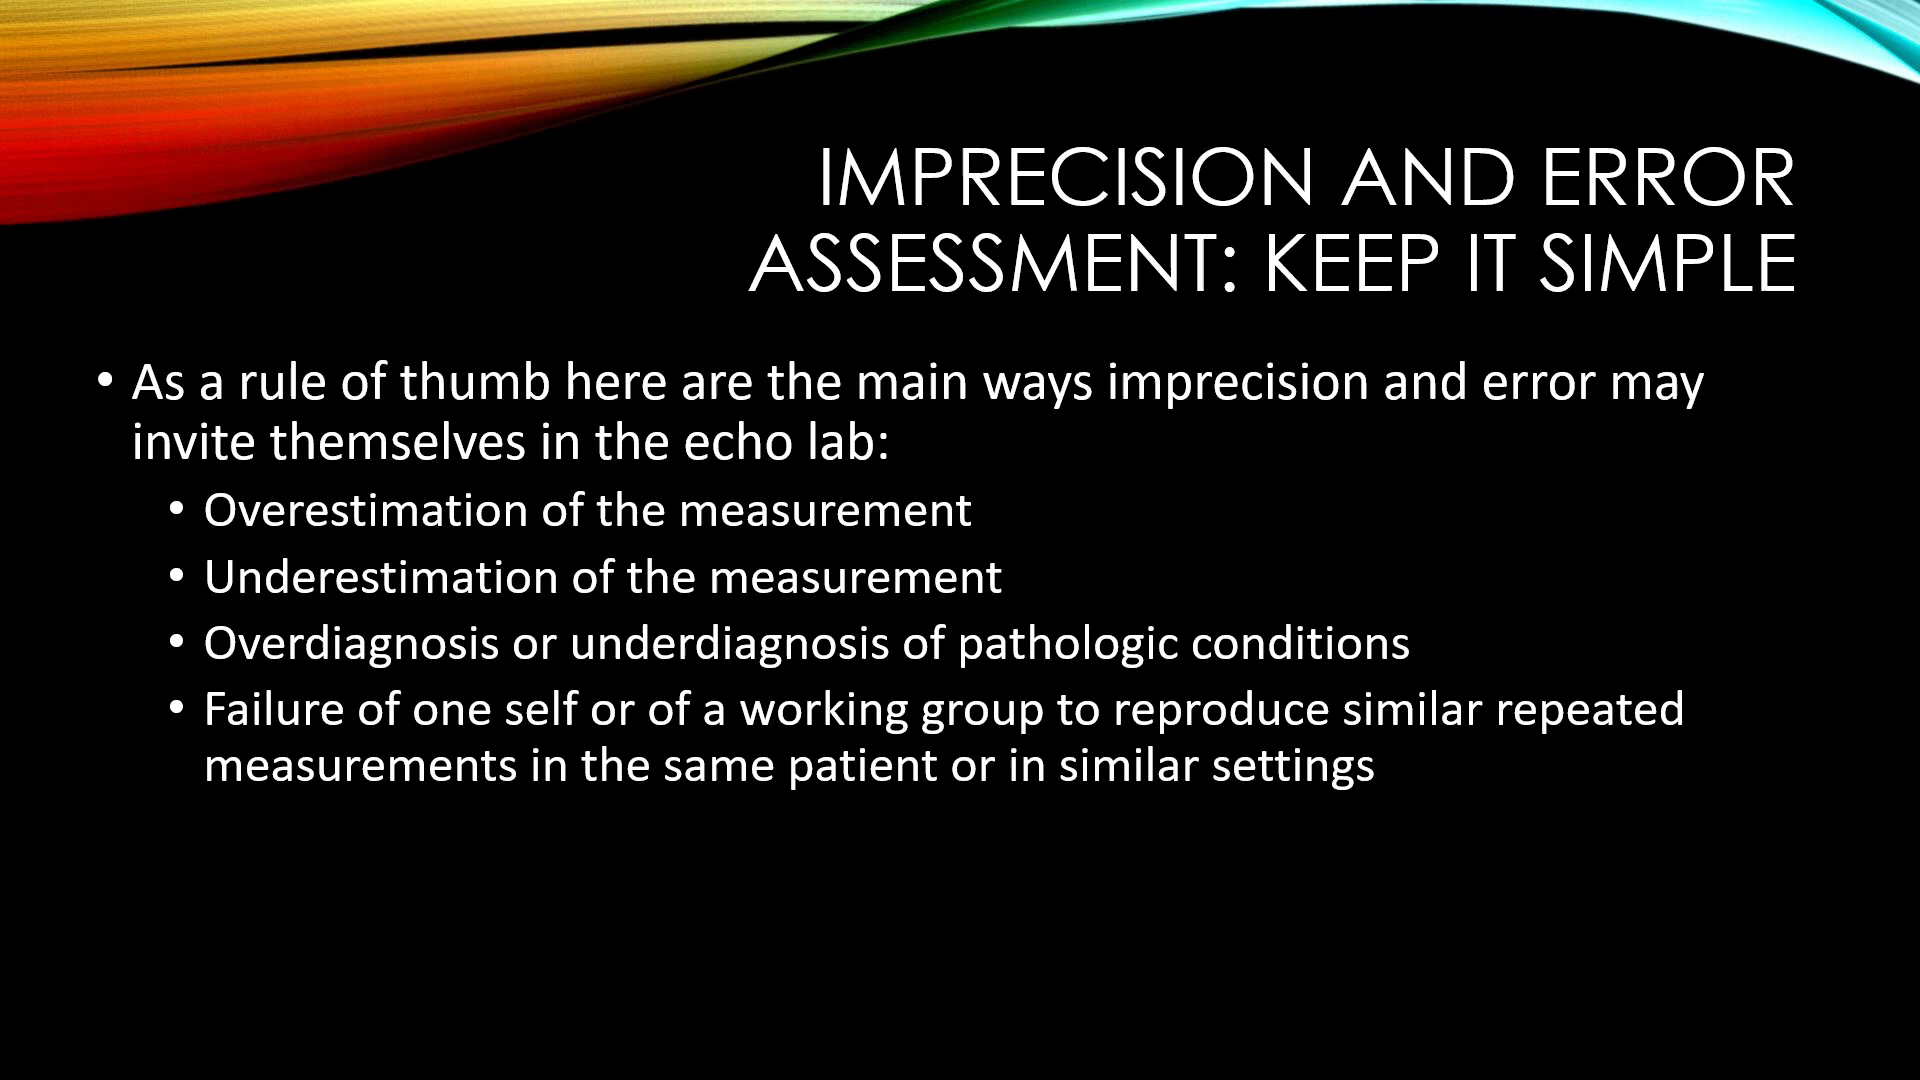 IMPRECISION AND ERROR
ASSESSMENT: KEEP IT SIMPLE
• As a rule of thumb here are the main ways imprecision and error may
invite themselves in the echo lab:
• Overestimation of the measurement
• Underestimation of the measurement
• Overdiagnosis or underdiagnosis of pathologic conditions
• Failure of one self or of a working group to reproduce similar repeated
measurements in the same patient or in similar settings